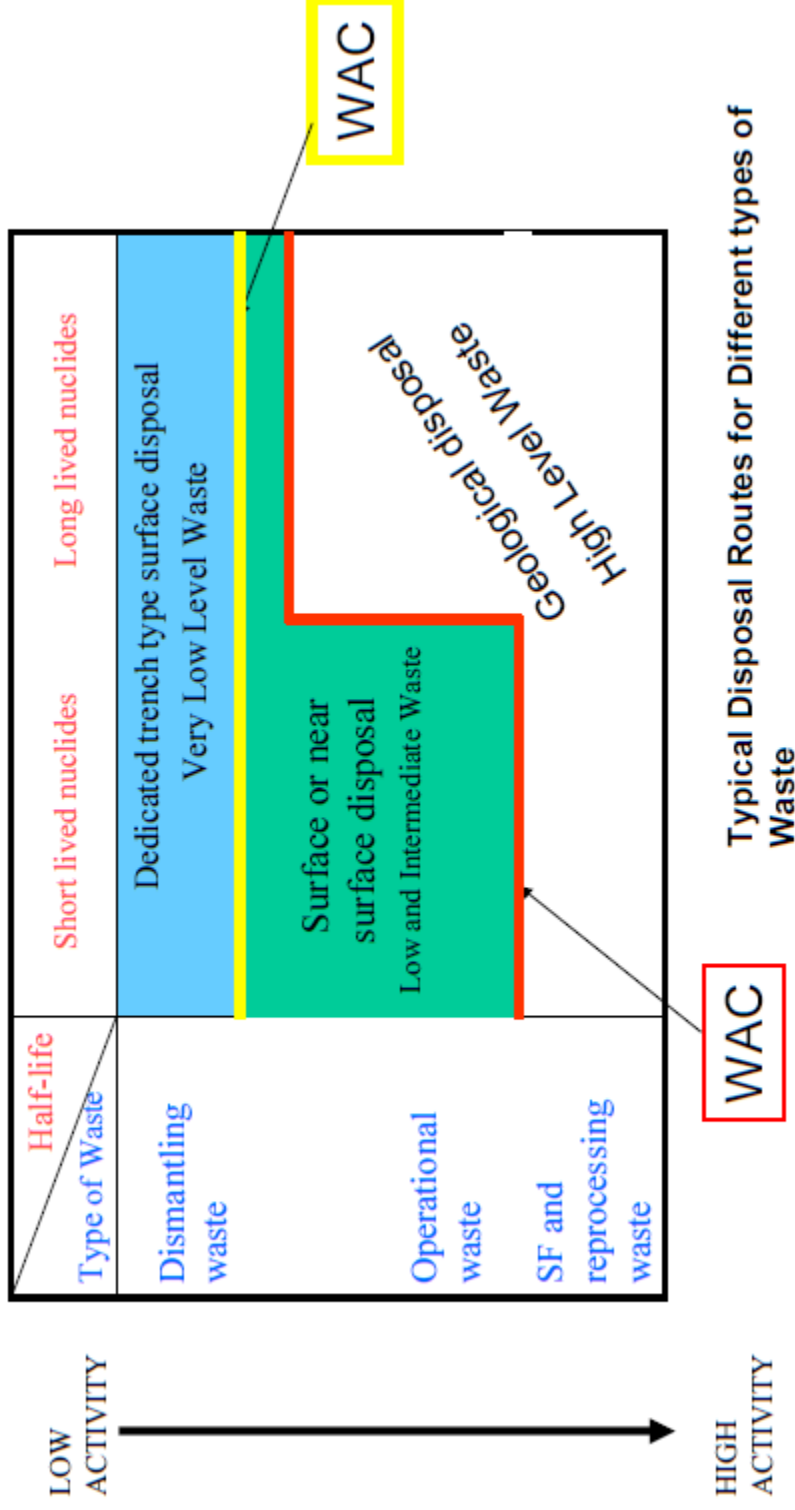 LOW
ACTIVITY
Half-life
Type of Waste
Short lived nuclides
Long lived nuclides
Dismantling
waste
Dedicated trench type surface disposal
Very Low Level Waste
WAC
Operational
waste
Surface or near
surface disposal
Low and Intermediate Waste
Geological disposal
High Level Waste
SF and
reprocessing
waste
HIGH
ACTIVITY
WAC
Typical Disposal Routes for Different types of
Waste